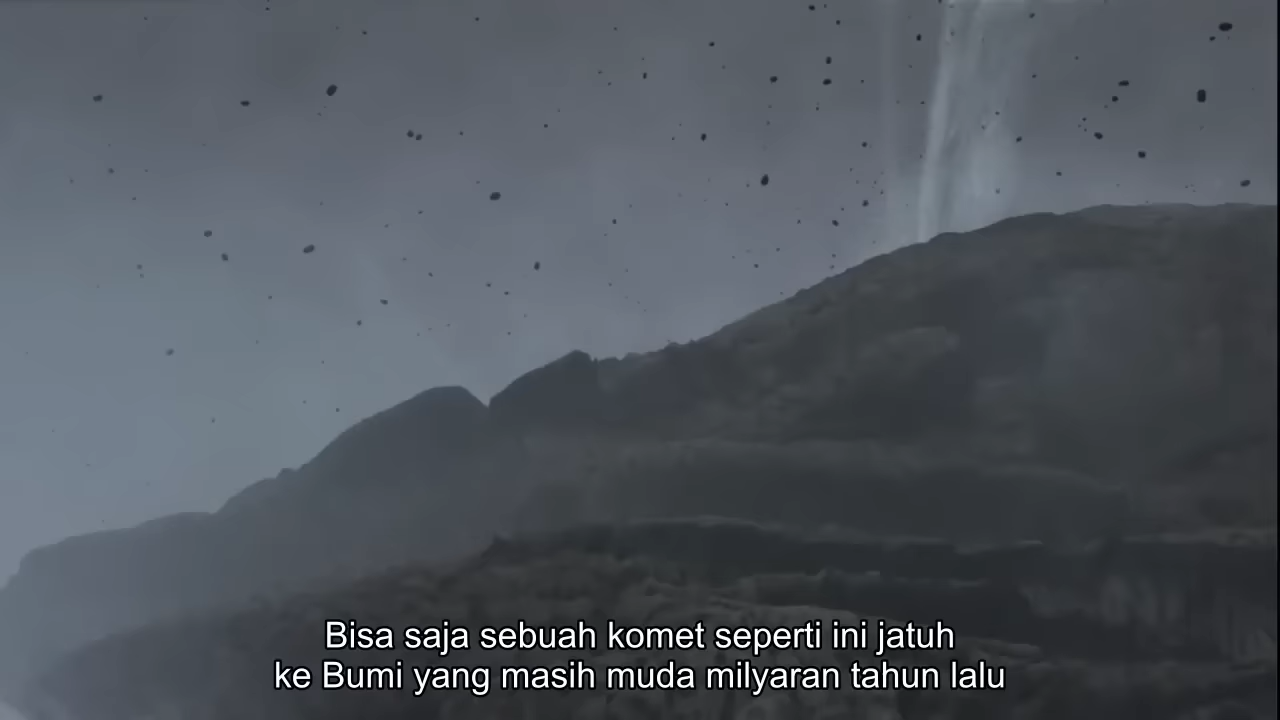 Bisa saja sebuah komet seperti ini jatuh
ke Bumi yang masih muda milyaran tahun lalu